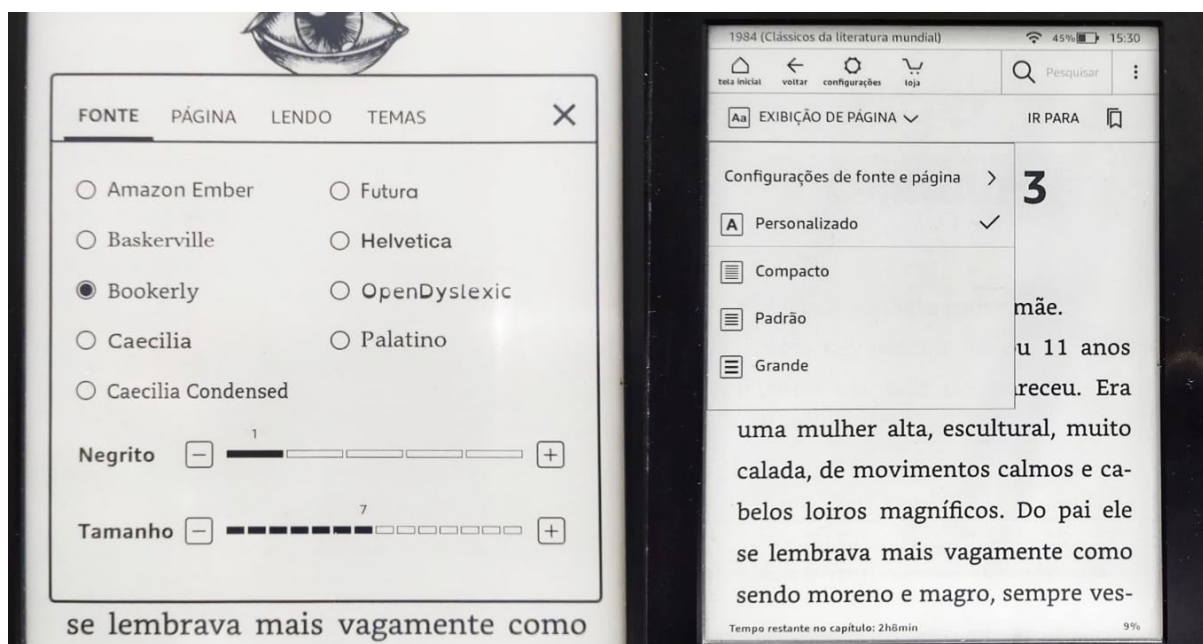 FONTE PÁGINA LENDO TEMAS
Amazon Ember
Futura
Baskerville
Helvetica
Bookerly
OpenDyslexic
Caecilia
Palatino
Caecilia Condensed
1
Negrito
7
Tamanho
se lembrava mais vagamente como
1984 (Clássicos da literatura mundial) 45% 15:30
tela inicial voltar configurações loja Pesquisar
Aa EXIBIÇÃO DE PÁGINA IR PARA
Configurações de fonte e página
A Personalizado
Compacto
Padrão
Grande
3
mãe.
u 11 anos
areceu. Era
uma mulher alta, escultural, muito
calada, de movimentos calmos e ca-
belos loiros magníficos. Do pai ele
se lembrava mais vagamente como
sendo moreno e magro, sempre ves-
Tempo restante no capítulo: 2h8min 9%